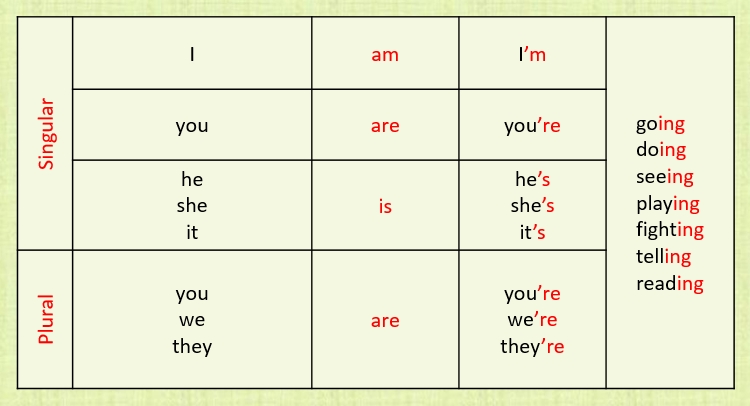 Singular
I
am
I’m
you
are
you’re
he
she
it
is
he’s
she’s
it’s
Plural
you
we
they
are
you’re
we’re
they’re
going
doing
seeing
playing
fighting
telling
reading